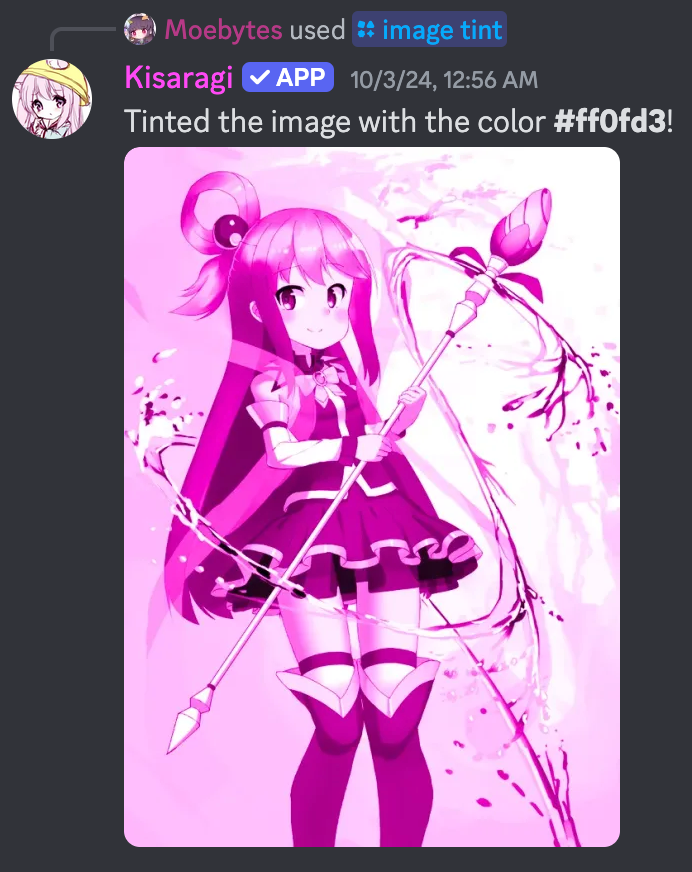 Moebytes used image tint
Kisaragi APP 10/3/24, 12:56 AM
Tinted the image with the color #ff0fd3!